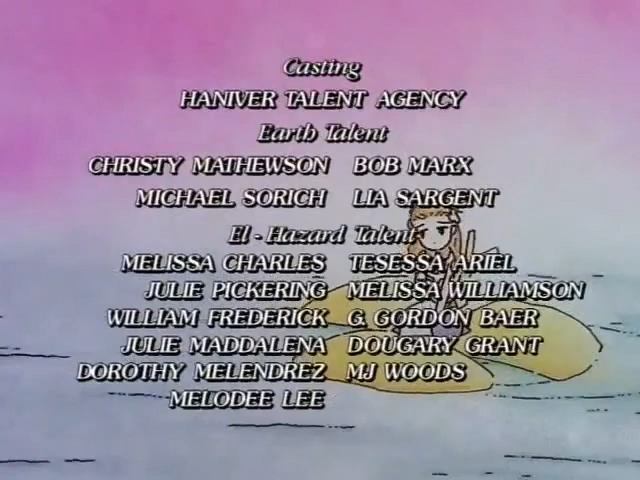 Casting
HANIVER TALENT AGENCY
Earth Talent
CHRISTY MATHEWSON BOB MARX
MICHAEL SORICH LIA SARGENT
El - Hazard Talent
MELISSA CHARLES TESESSA ARIEL
JULIE PICKERING MELISSA WILLIAMSON
WILLIAM FREDERICK G. GORDON BAER
JULIE MADDALENA DOUGARY GRANT
DOROTHY MELENDREZ MJ WOODS
MELODEE LEE